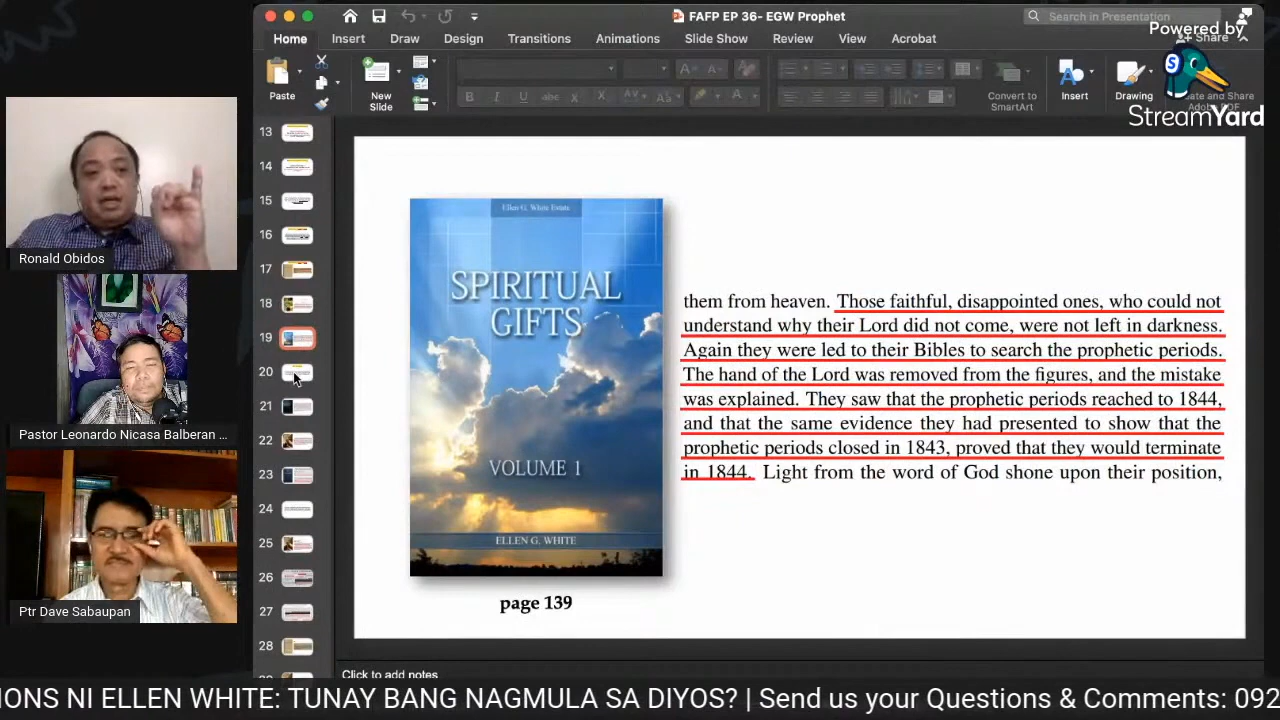 FAFP EP 36- EGW Prophet
Search in Presentation
Powered by
StreamYard
Home
Insert
Draw
Design
Transitions
Animations
Slide Show
Review
View
Acrobat
Share
Paste
New
Slide
B
I
U
Convert to
SmartArt
Insert
Drawing
13
14
15
16
17
18
19
20
21
22
23
24
25
26
27
28
Ellen G. White Estate
SPIRITUAL
GIFTS
VOLUME 1
ELLEN G. WHITE
page 139
them from heaven. Those faithful, disappointed ones, who could not
understand why their Lord did not come, were not left in darkness.
Again they were led to their Bibles to search the prophetic periods.
The hand of the Lord was removed from the figures, and the mistake
was explained. They saw that the prophetic periods reached to 1844,
and that the same evidence they had presented to show that the
prophetic periods closed in 1843, proved that they would terminate
in 1844. Light from the word of God shone upon their position,
Click to add notes
Ronald Obidos
Pastor Leonardo Nicasa Balberan ...
Ptr Dave Sabaupan
IONS NI ELLEN WHITE: TUNAY BANG NAGMULA SA DIYOS? | Send us your Questions & Comments: 092